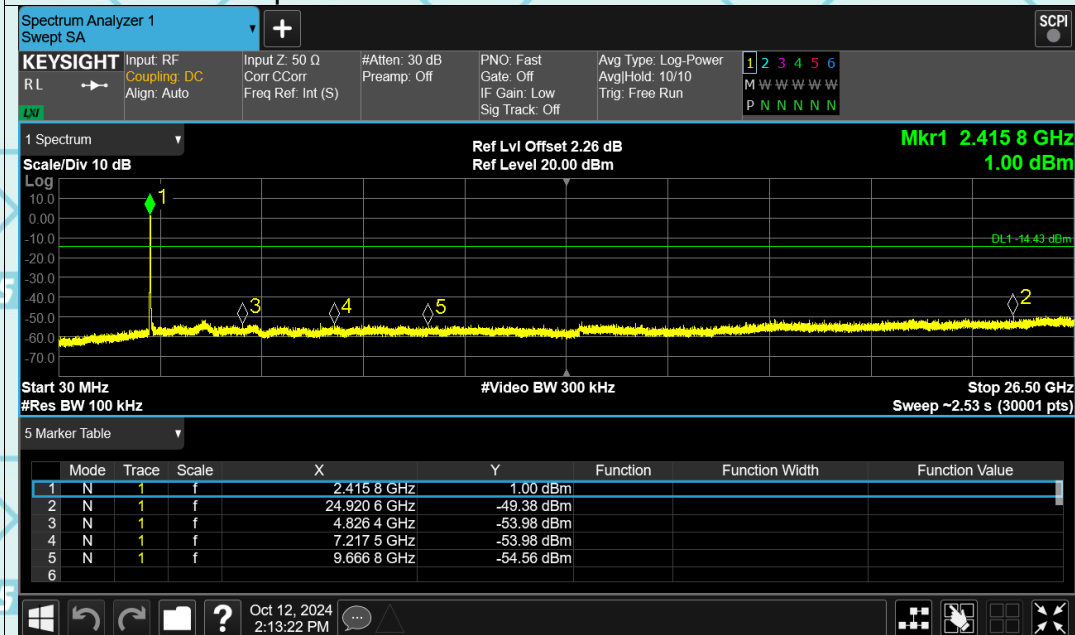 Spectrum Analyzer 1
Swept SA
+
SCPI
KEYSIGHT
R L
LXI
Input: RF
Coupling: DC
Align: Auto
Input Z: 50 Ω
Corr CCorr
Freq Ref: Int (S)
#Atten: 30 dB
Preamp: Off
PNO: Fast
Gate: Off
IF Gain: Low
Sig Track: Off
Avg Type: Log-Power
Avg|Hold: 10/10
Trig: Free Run
1 2 3 4 5 6
M W W W W W
P N N N N N
1 Spectrum
Scale/Div 10 dB
Ref Lvl Offset 2.26 dB
Ref Level 20.00 dBm
Mkr1 2.415 8 GHz
1.00 dBm
Log
10.0
0.00
-10.0
-20.0
-30.0
-40.0
-50.0
-60.0
-70.0
1
DL1 -14.43 dBm
3
4
5
2
Start 30 MHz
#Res BW 100 kHz
#Video BW 300 kHz
Stop 26.50 GHz
Sweep ~2.53 s (30001 pts)
5 Marker Table
Mode Trace Scale X Y Function Function Width Function Value
1 N 1 f 2.415 8 GHz 1.00 dBm
2 N 1 f 24.920 6 GHz -49.38 dBm
3 N 1 f 4.826 4 GHz -53.98 dBm
4 N 1 f 7.217 5 GHz -53.98 dBm
5 N 1 f 9.666 8 GHz -54.56 dBm
6
?
Oct 12, 2024
2:13:22 PM